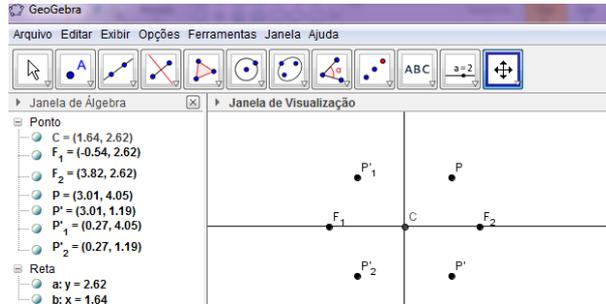 GeoGebra
Arquivo Editar Exibir Opções Ferramentas Janela Ajuda
A ABC a=2
Janela de Álgebra
Janela de Visualização
Ponto
C = (1.64, 2.62)
F1 = (-0.54, 2.62)
F2 = (3.82, 2.62)
P = (3.01, 4.05)
P' = (3.01, 1.19)
P'1 = (0.27, 4.05)
P'2 = (0.27, 1.19)
Reta
a: y = 2.62
b: x = 1.64
P'1 P
F1 C F2
P'2 P'